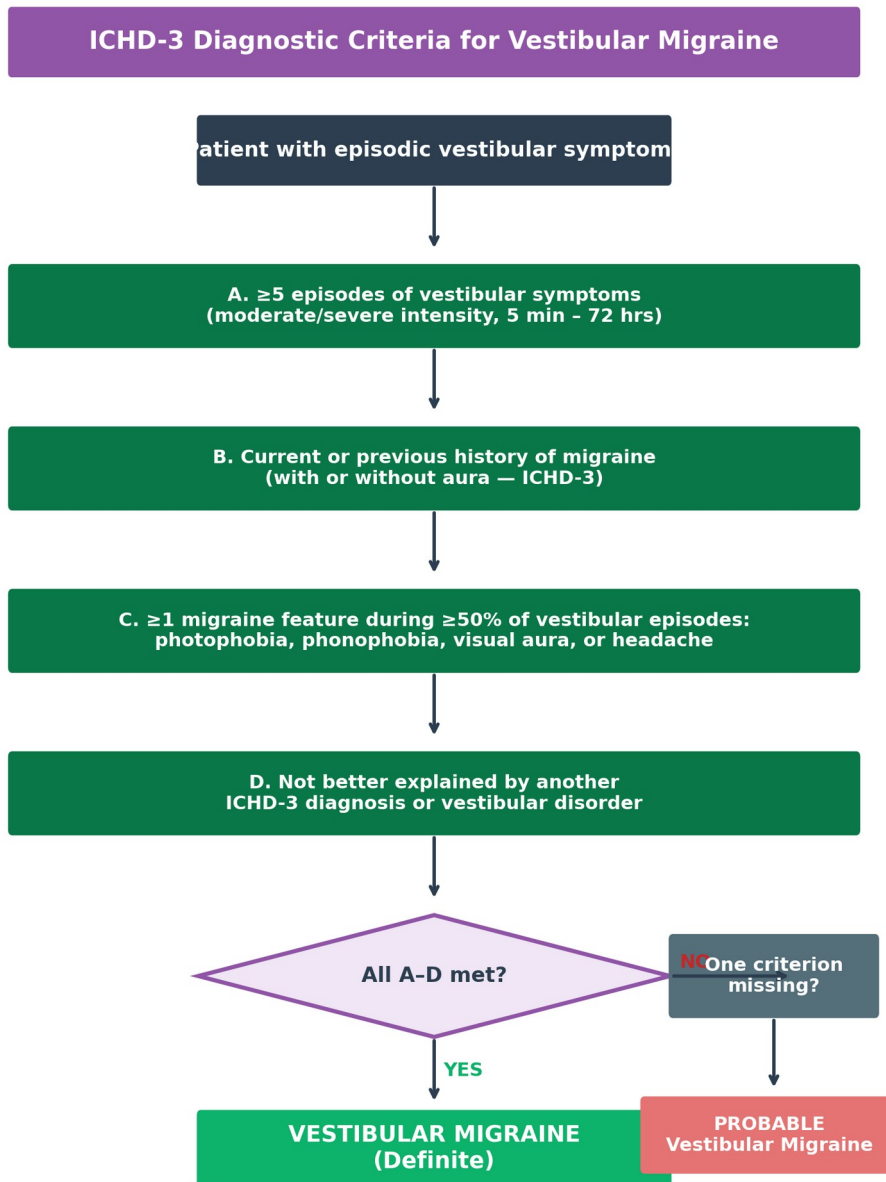 ICHD-3 Diagnostic Criteria for Vestibular Migraine
Patient with episodic vestibular symptom
A. ≥5 episodes of vestibular symptoms
(moderate/severe intensity, 5 min – 72 hrs)
B. Current or previous history of migraine
(with or without aura — ICHD-3)
C. ≥1 migraine feature during ≥50% of vestibular episodes:
photophobia, phonophobia, visual aura, or headache
D. Not better explained by another
ICHD-3 diagnosis or vestibular disorder
All A–D met?
NO
One criterion
missing?
YES
VESTIBULAR MIGRAINE
(Definite)
PROBABLE
Vestibular Migraine